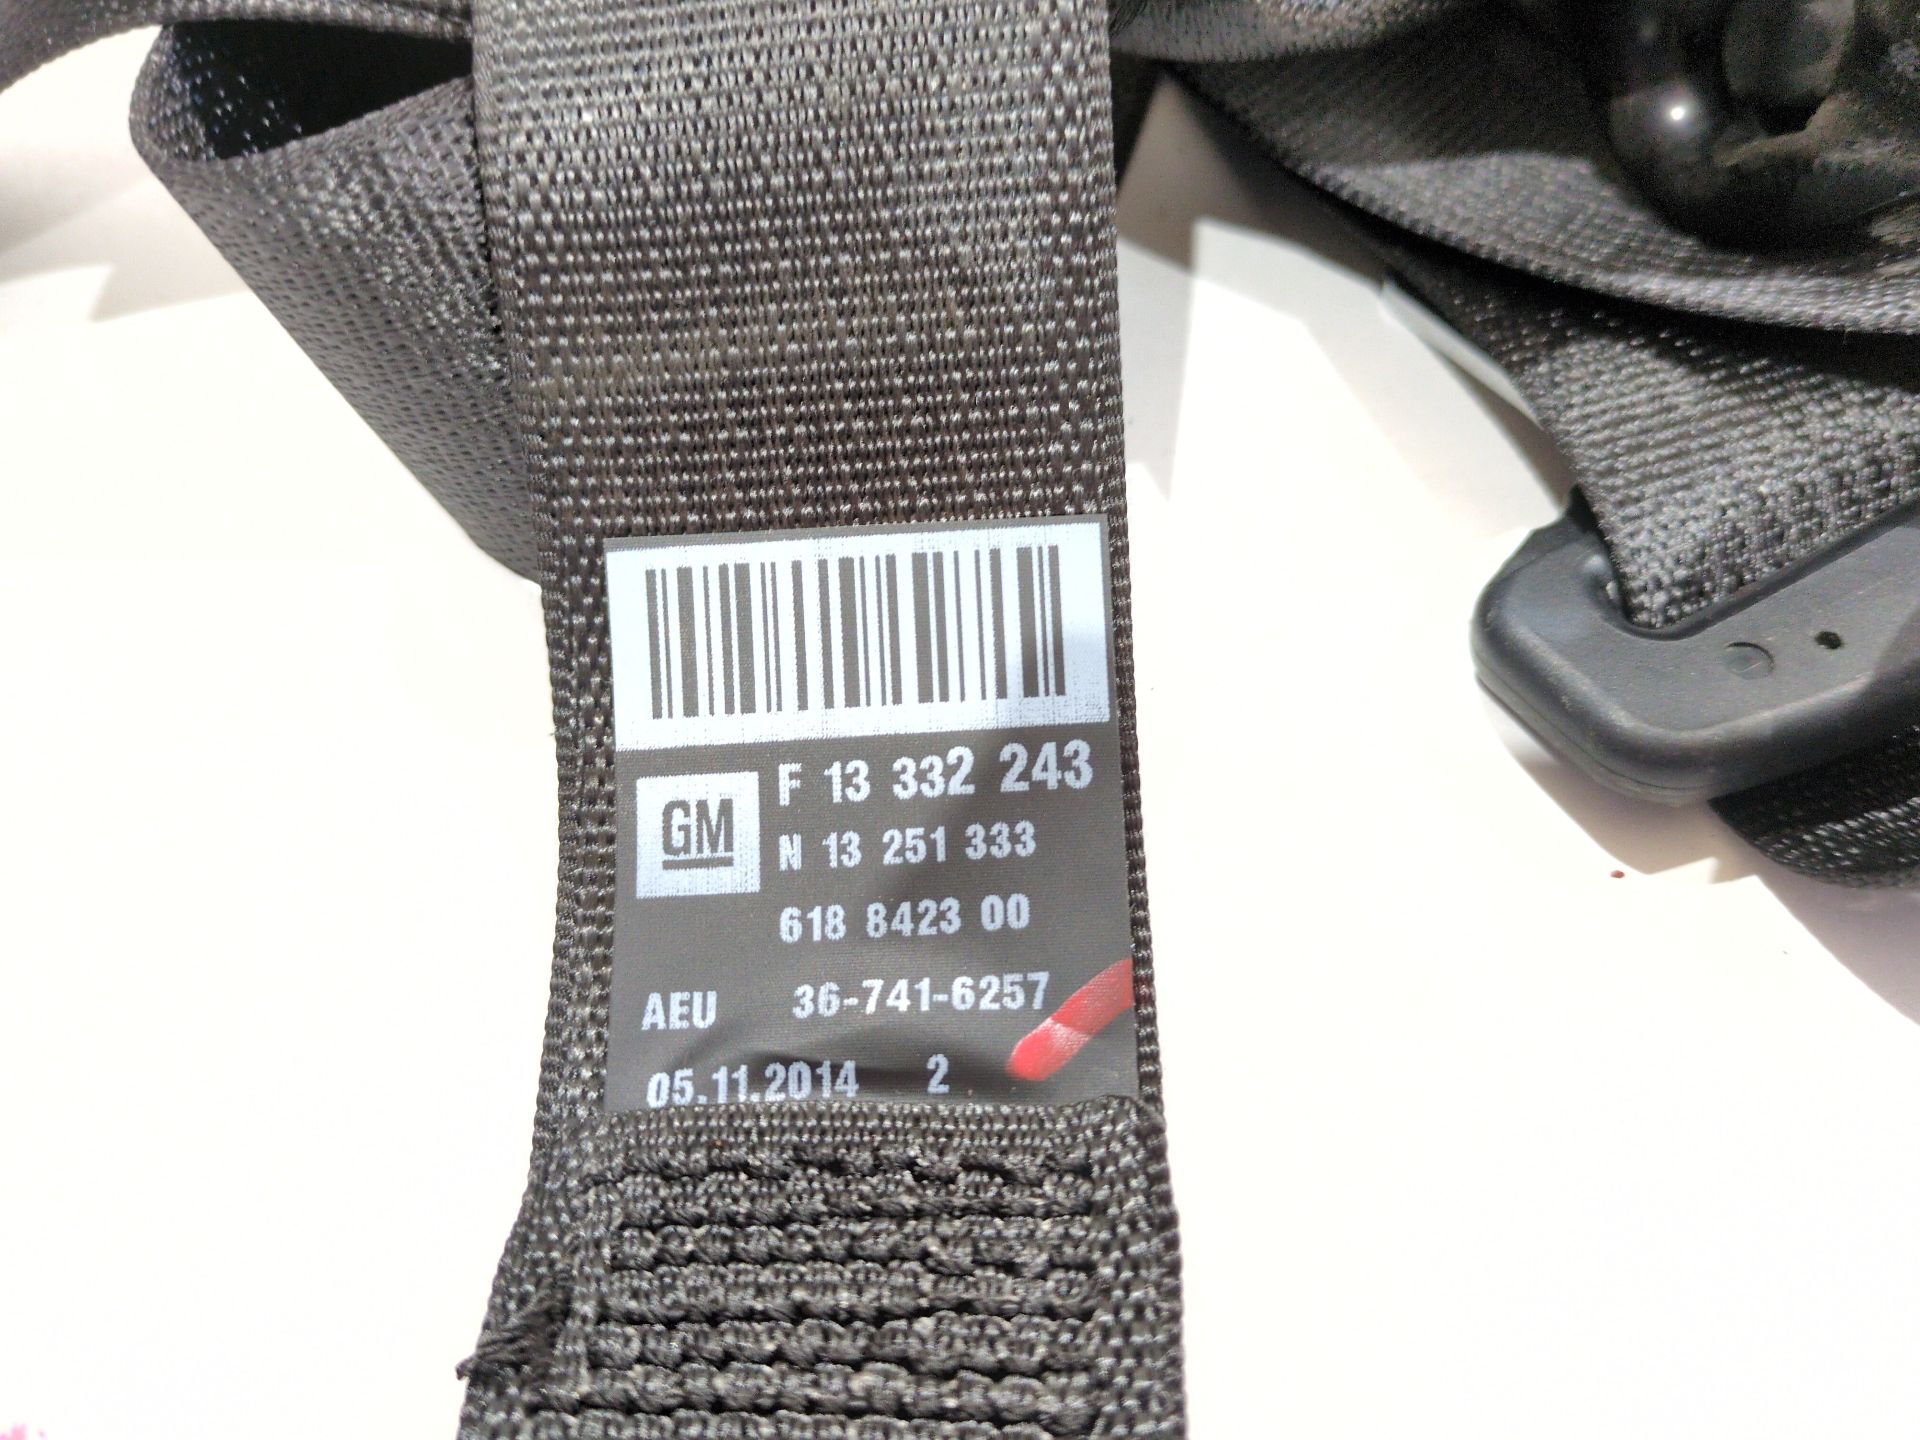 F 13 332 243
GM
N 13 251 333
618 8423 00
AEU 36-741-6257
05.11.2014 2